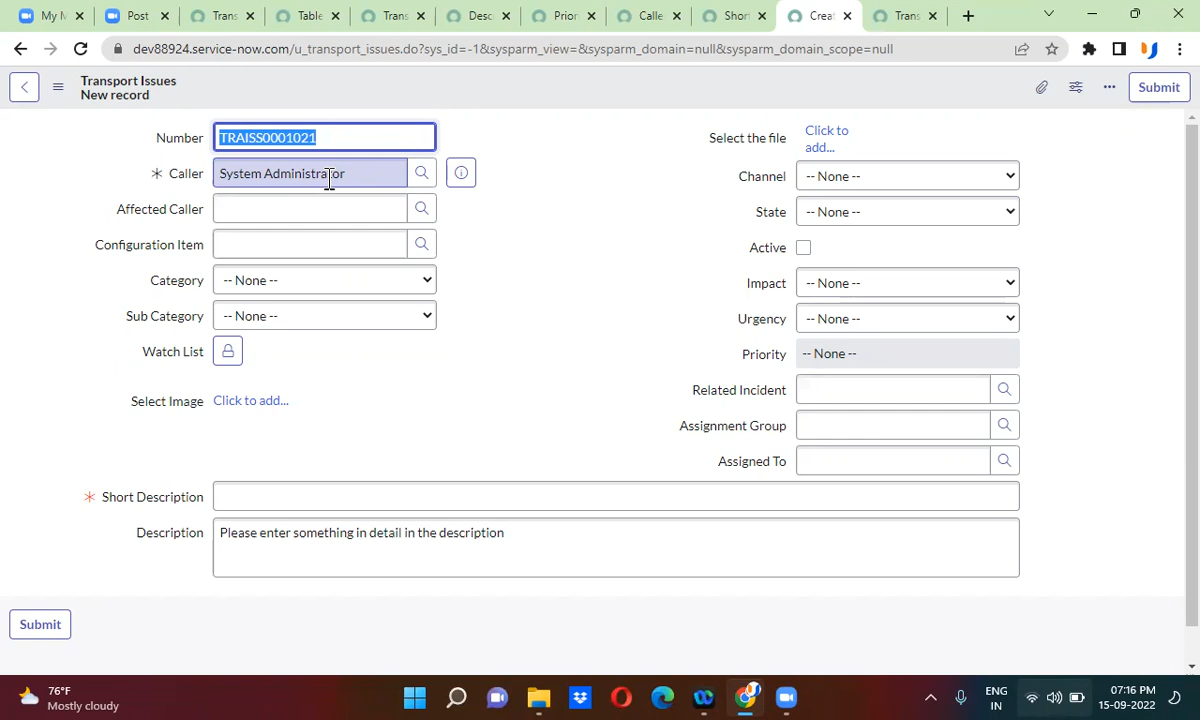 My M
Post
Trans
Table
Trans
Desc
Prior
Calle
Short
Creat
Trans
dev88924.service-now.com/u_transport_issues.do?sys_id=-1&sysparm_view=&sysparm_domain=null&sysparm_domain_scope=null
Transport Issues
New record
Submit
Number TRAISS0001021
Select the file Click to add...
* Caller System Administrator
Channel -- None --
Affected Caller
State -- None --
Configuration Item
Active
Category -- None --
Impact -- None --
Sub Category -- None --
Urgency -- None --
Watch List
Priority -- None --
Related Incident
Select Image Click to add...
Assignment Group
Assigned To
* Short Description
Description Please enter something in detail in the description
Submit
76°F
Mostly cloudy
ENG
IN
07:16 PM
15-09-2022